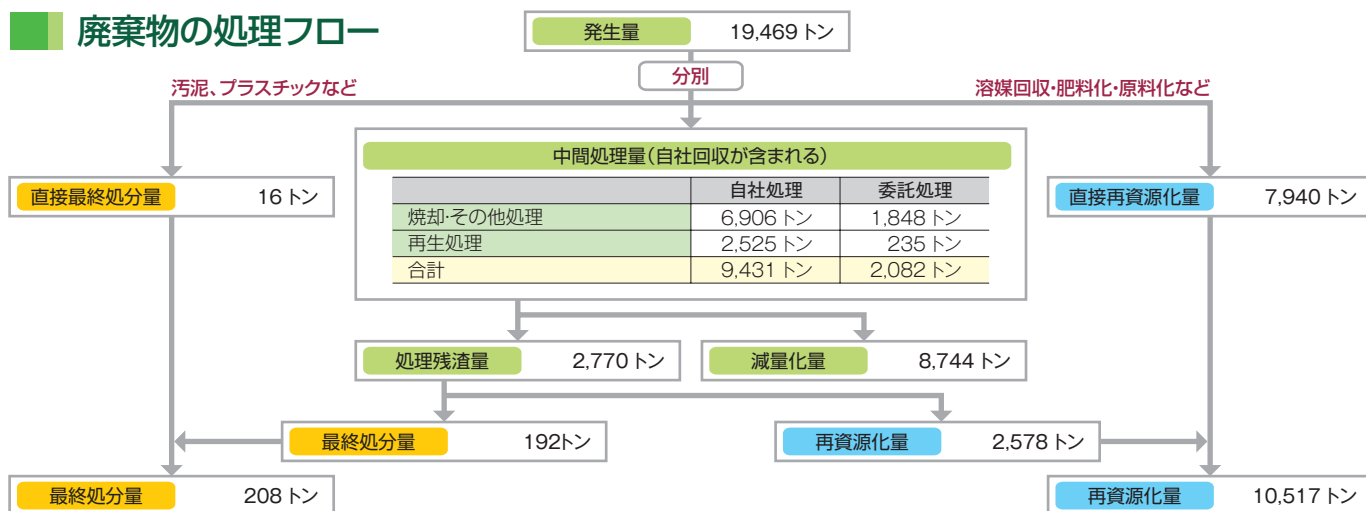 廃棄物の処理フロー
発生量 19,469 トン
分別
汚泥、プラスチックなど
溶媒回収・肥料化・原料化など
中間処理量（自社回収が含まれる）
自社処理 委託処理
焼却・その他処理 6,906 トン 1,848 トン
再生処理 2,525 トン 235 トン
合計 9,431 トン 2,082 トン
直接最終処分量 16 トン
直接再資源化量 7,940 トン
処理残渣量 2,770 トン
減量化量 8,744 トン
最終処分量 192トン
再資源化量 2,578 トン
最終処分量 208 トン
再資源化量 10,517 トン